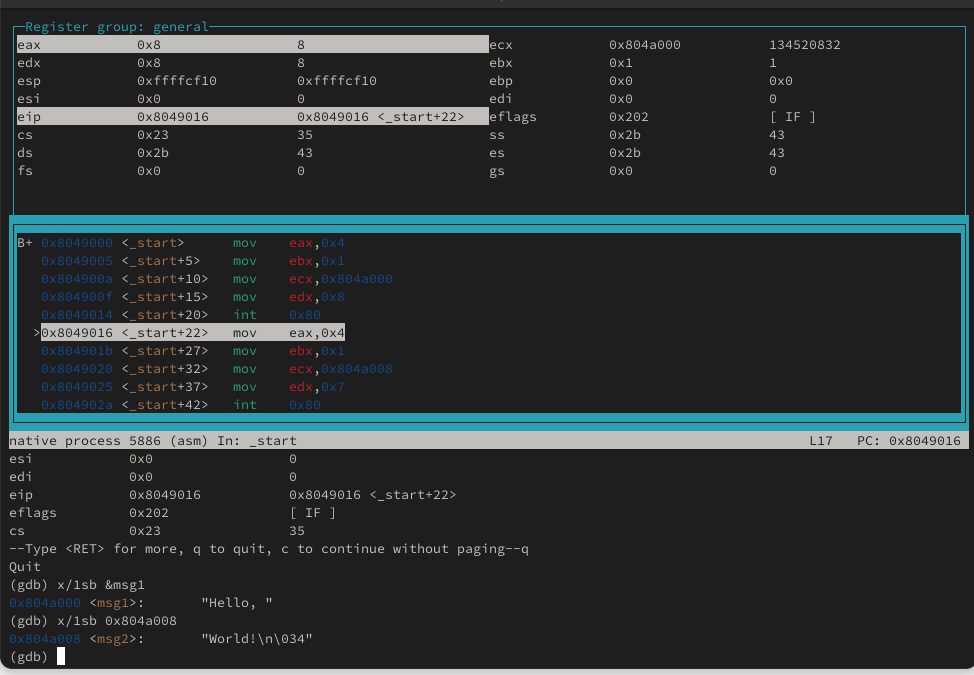 Register group: general
eax 0x8 8 ecx 0x804a000 134520832
edx 0x8 8 ebx 0x1 1
esp 0xffffcf10 0xffffcf10 ebp 0x0 0x0
esi 0x0 0 edi 0x0 0
eip 0x8049016 0x8049016 <_start+22> eflags 0x202 [ IF ]
cs 0x23 35 ss 0x2b 43
ds 0x2b 43 es 0x2b 43
fs 0x0 0 gs 0x0 0
B+ 0x8049000 <_start> mov eax,0x4
0x8049005 <_start+5> mov ebx,0x1
0x804900a <_start+10> mov ecx,0x804a000
0x804900f <_start+15> mov edx,0x8
0x8049014 <_start+20> int 0x80
>0x8049016 <_start+22> mov eax,0x4
0x804901b <_start+27> mov ebx,0x1
0x8049020 <_start+32> mov ecx,0x804a008
0x8049025 <_start+37> mov edx,0x7
0x804902a <_start+42> int 0x80
native process 5886 (asm) In: _start L17 PC: 0x8049016
esi 0x0 0
edi 0x0 0
eip 0x8049016 0x8049016 <_start+22>
eflags 0x202 [ IF ]
cs 0x23 35
--Type <RET> for more, q to quit, c to continue without paging--q
Quit
(gdb) x/1sb &msg1
0x804a000 <msg1>: "Hello, "
(gdb) x/1sb 0x804a008
0x804a008 <msg2>: "World!\n\034"
(gdb)